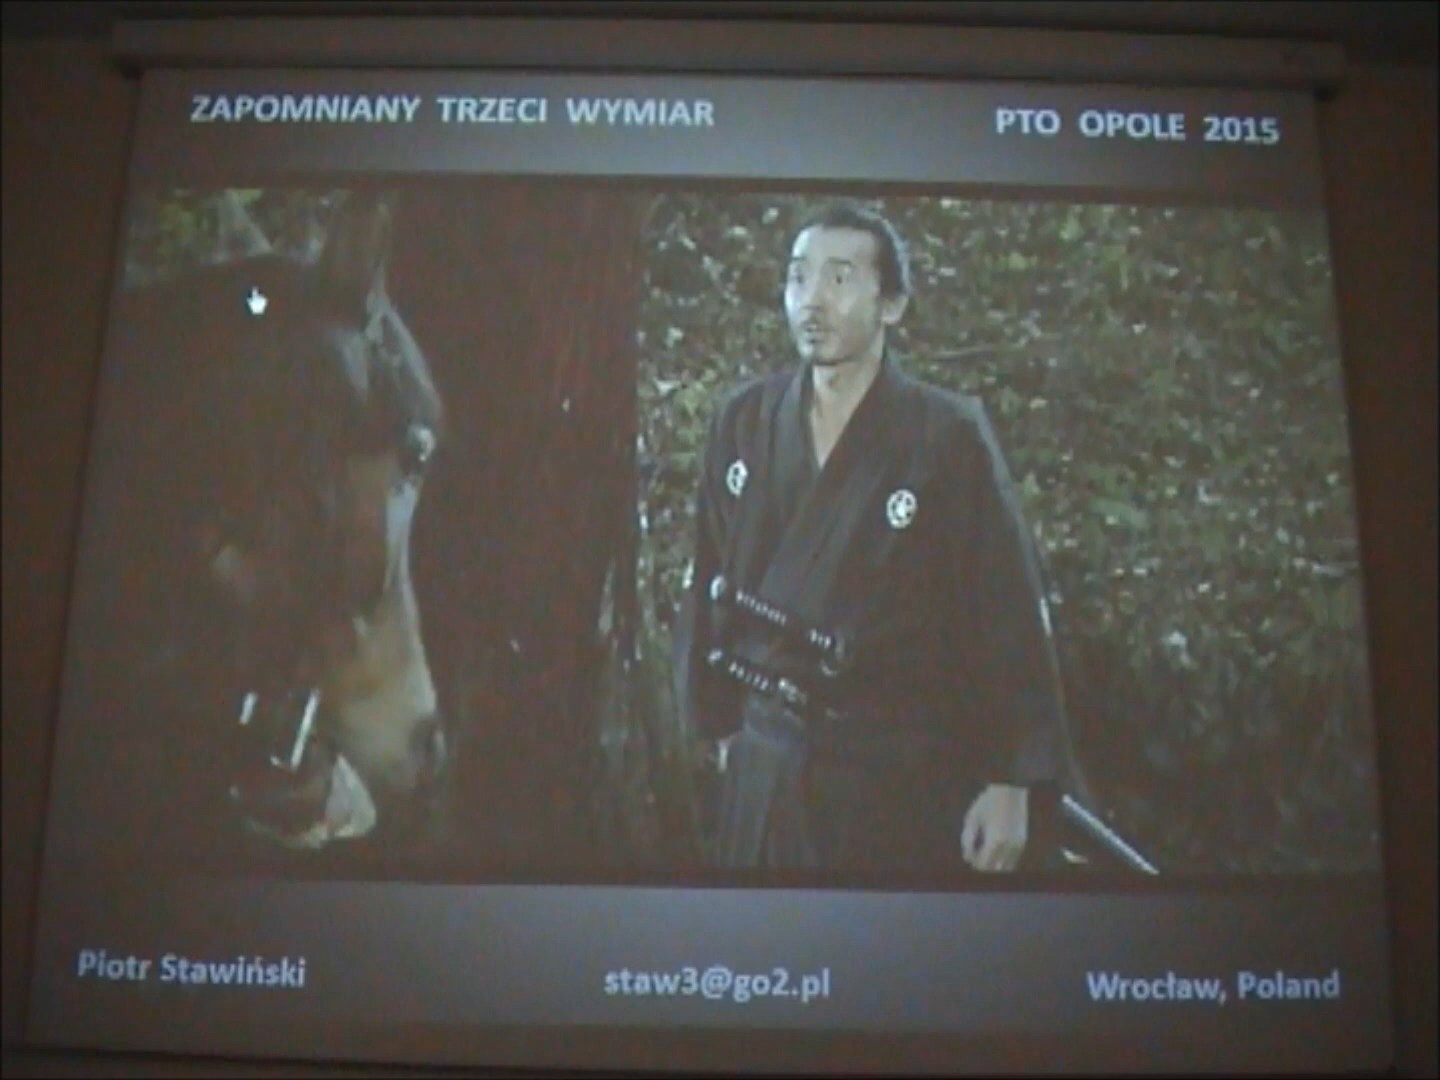 ZAPOMNIANY TRZECI WYMIAR
PTO OPOLE 2015
Piotr Stawiński
staw3@go2.pl
Wrocław, Poland